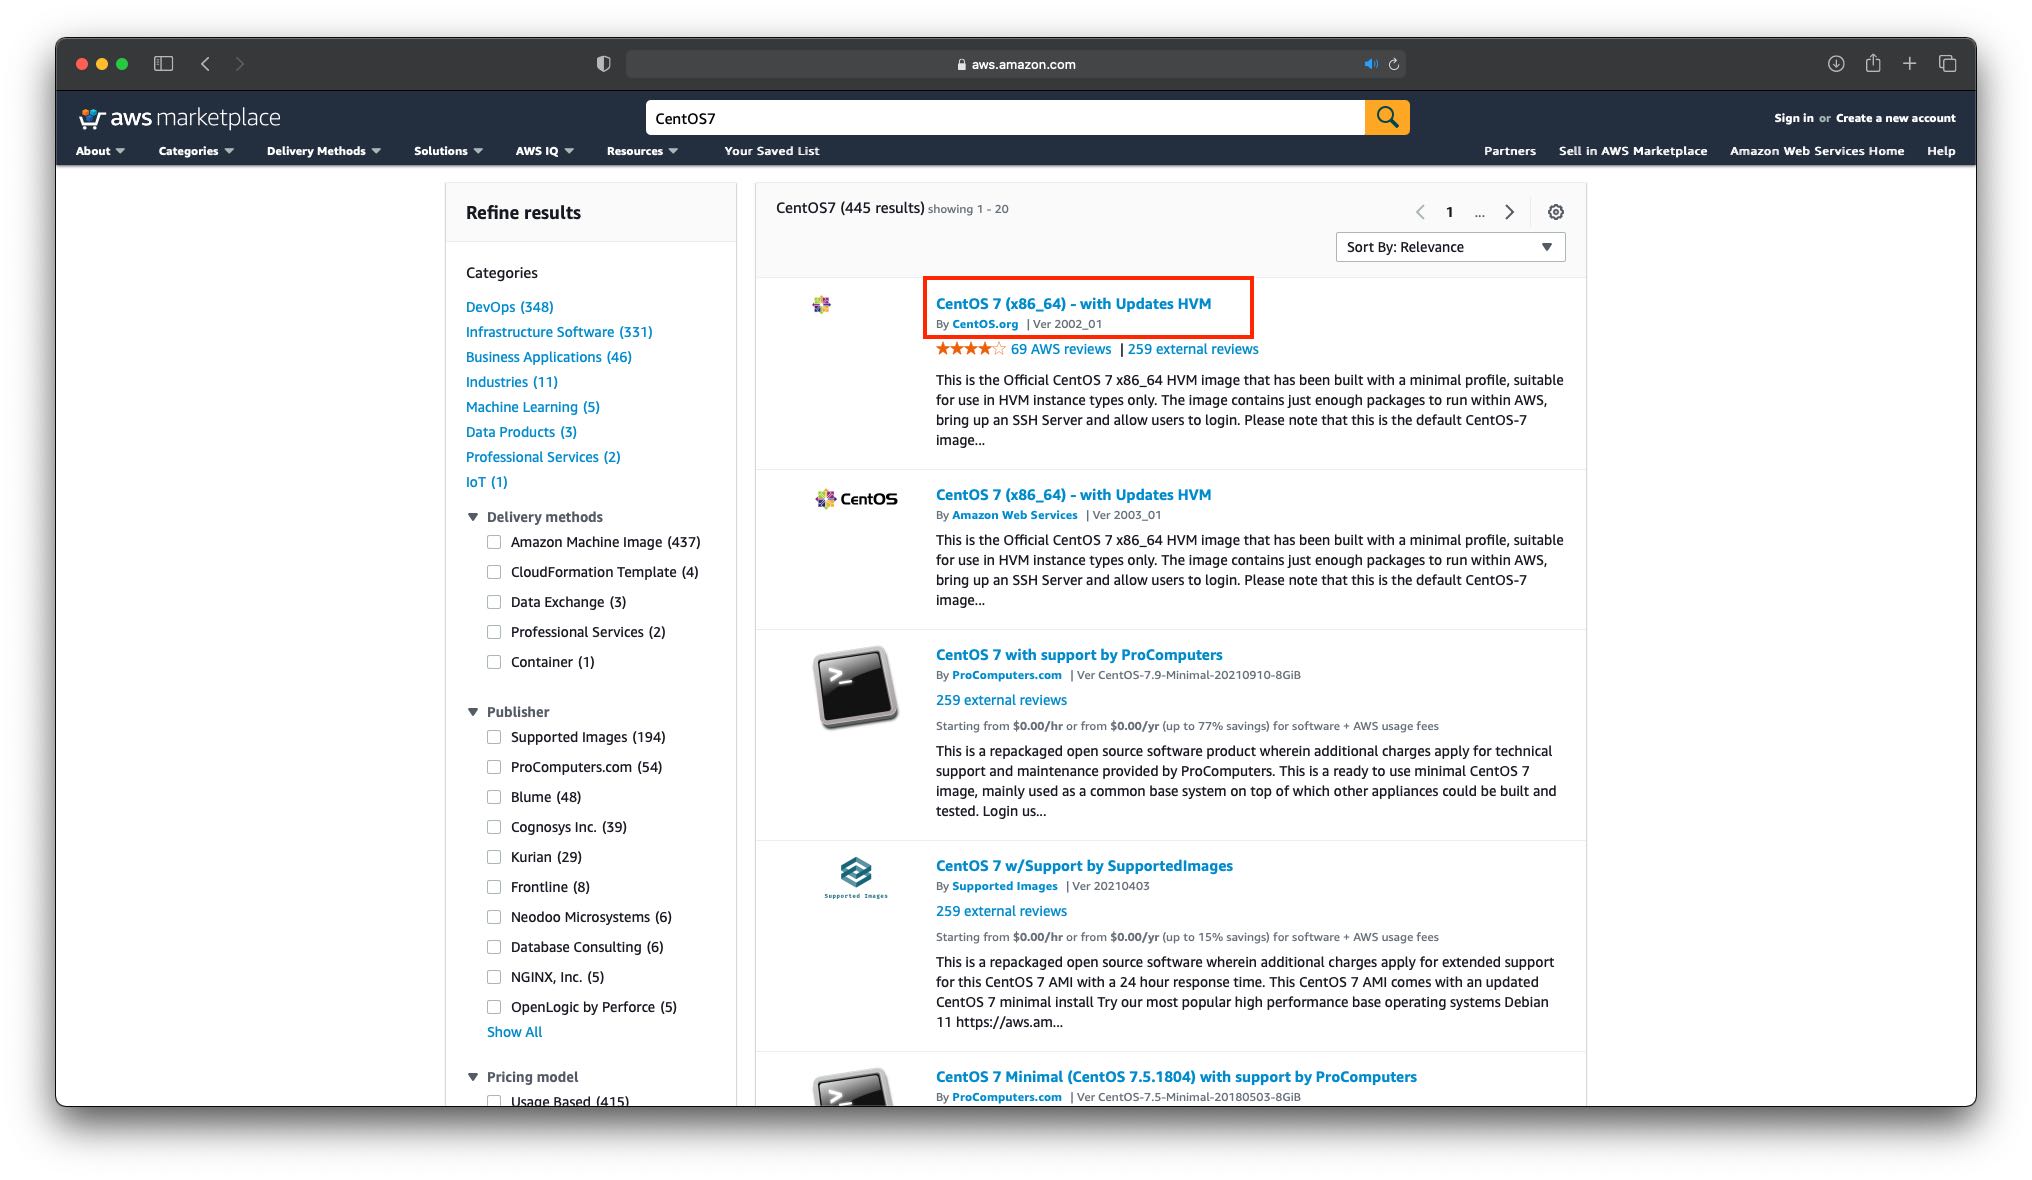 aws.amazon.com
aws marketplace
CentOS7
Sign in or Create a new account
About Categories Delivery Methods Solutions AWS IQ Resources Your Saved List Partners Sell in AWS Marketplace Amazon Web Services Home Help
Refine results
Categories
DevOps (348)
Infrastructure Software (331)
Business Applications (46)
Industries (11)
Machine Learning (5)
Data Products (3)
Professional Services (2)
IoT (1)
Delivery methods
Amazon Machine Image (437)
CloudFormation Template (4)
Data Exchange (3)
Professional Services (2)
Container (1)
Publisher
Supported Images (194)
ProComputers.com (54)
Blume (48)
Cognosys Inc. (39)
Kurian (29)
Frontline (8)
Neodoo Microsystems (6)
Database Consulting (6)
NGINX, Inc. (5)
OpenLogic by Perforce (5)
Show All
Pricing model
Usage Based (415)
CentOS7 (445 results) showing 1 - 20
1 ...
Sort By: Relevance
CentOS 7 (x86_64) - with Updates HVM
By CentOS.org | Ver 2002_01
69 AWS reviews | 259 external reviews
This is the Official CentOS 7 x86_64 HVM image that has been built with a minimal profile, suitable
for use in HVM instance types only. The image contains just enough packages to run within AWS,
bring up an SSH Server and allow users to login. Please note that this is the default CentOS-7
image...
CentOS
CentOS 7 (x86_64) - with Updates HVM
By Amazon Web Services | Ver 2003_01
This is the Official CentOS 7 x86_64 HVM image that has been built with a minimal profile, suitable
for use in HVM instance types only. The image contains just enough packages to run within AWS,
bring up an SSH Server and allow users to login. Please note that this is the default CentOS-7
image...
>_
CentOS 7 with support by ProComputers
By ProComputers.com | Ver CentOS-7.9-Minimal-20210910-8GiB
259 external reviews
Starting from $0.00/hr or from $0.00/yr (up to 77% savings) for software + AWS usage fees
This is a repackaged open source software product wherein additional charges apply for technical
support and maintenance provided by ProComputers. This is a ready to use minimal CentOS 7
image, mainly used as a common base system on top of which other appliances could be built and
tested. Login us...
Supported Images
CentOS 7 w/Support by SupportedImages
By Supported Images | Ver 20210403
259 external reviews
Starting from $0.00/hr or from $0.00/yr (up to 15% savings) for software + AWS usage fees
This is a repackaged open source software wherein additional charges apply for extended support
for this CentOS 7 AMI with a 24 hour response time. This CentOS 7 AMI comes with an updated
CentOS 7 minimal install Try our most popular high performance base operating systems Debian
11 https://aws.am...
>_
CentOS 7 Minimal (CentOS 7.5.1804) with support by ProComputers
By ProComputers.com | Ver CentOS-7.5-Minimal-20180503-8GiB